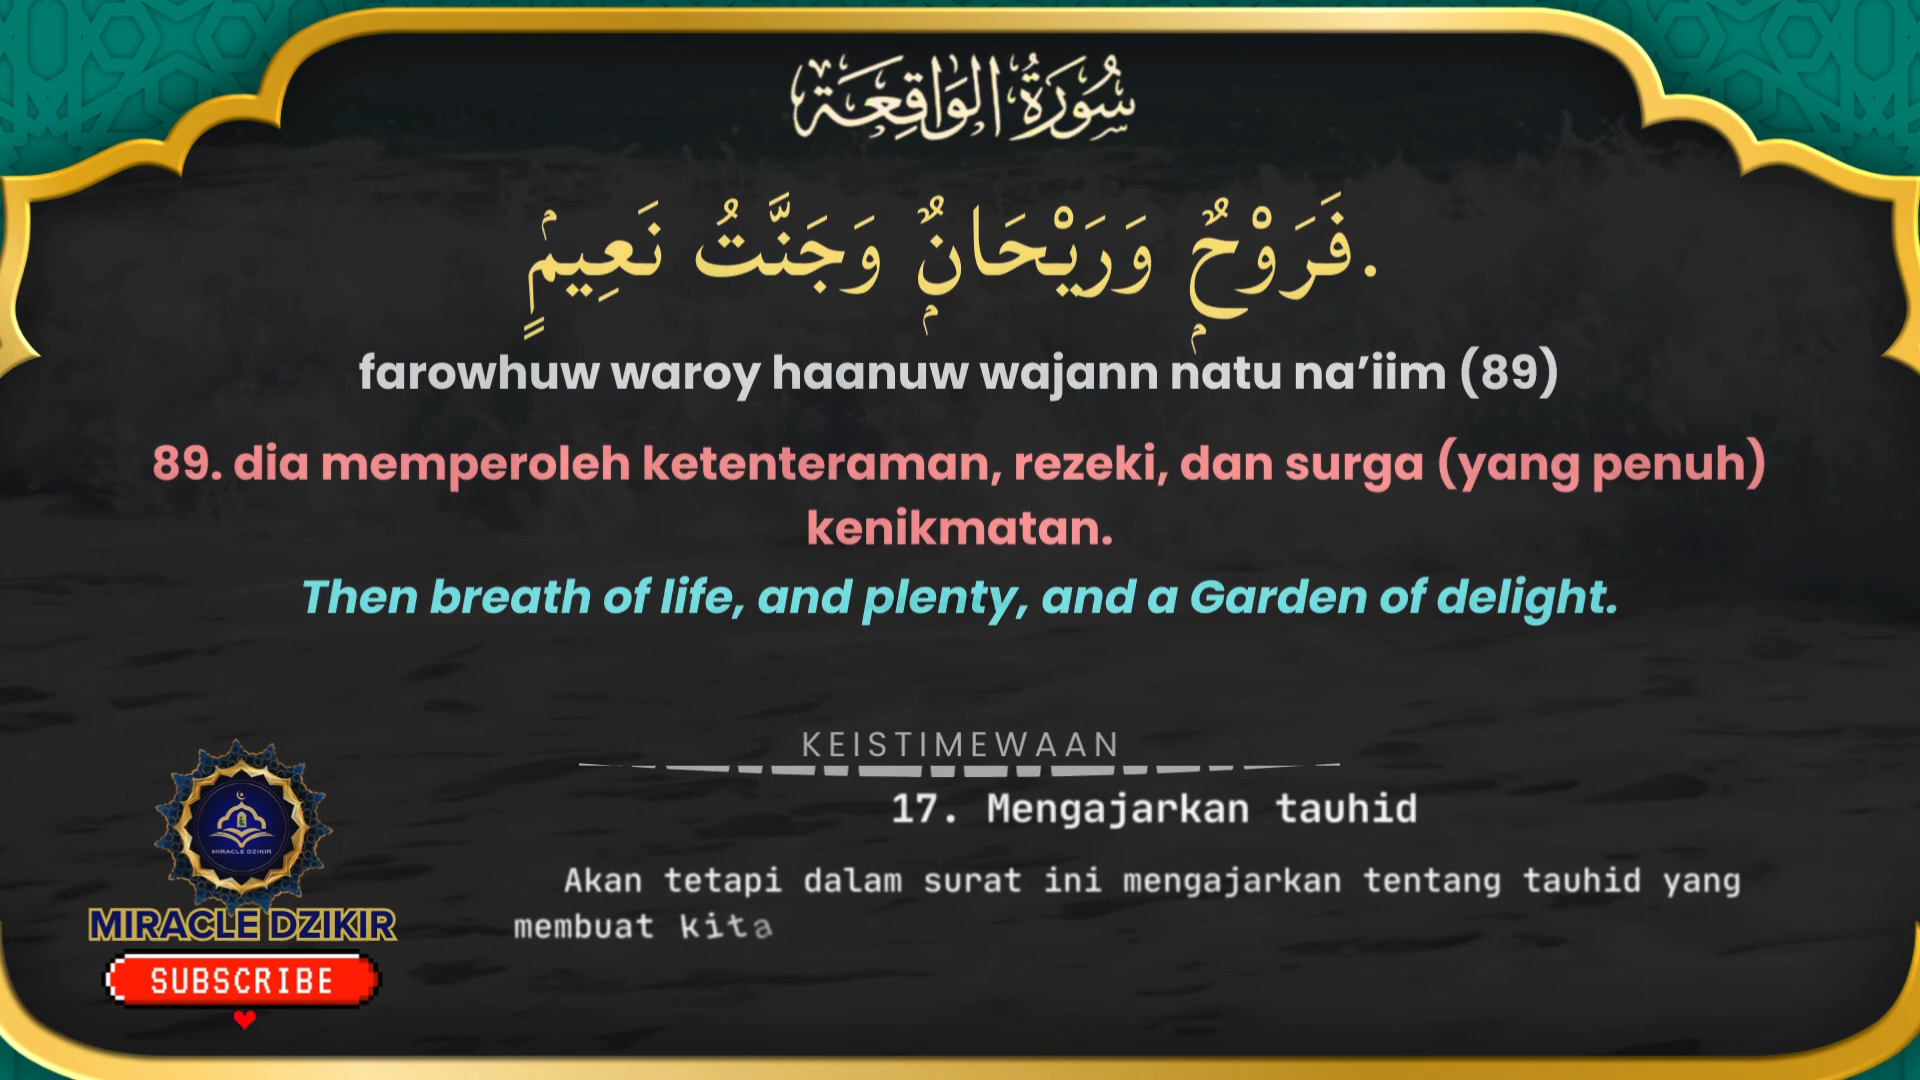 سُورَةُ الوَاقِعَة
فَرَوْحٌۭ وَرَيْحَانٌۭ وَجَنَّتُ نَعِيمٍۢ.
farowhuw waroy haanuw wajann natu na’iim (89)
89. dia memperoleh ketenteraman, rezeki, dan surga (yang penuh)
kenikmatan.
Then breath of life, and plenty, and a Garden of delight.
KEISTIMEWAAN
17. Mengajarkan tauhid
Akan tetapi dalam surat ini mengajarkan tentang tauhid yang
membuat kita
MIRACLE DZIKIR
MIRACLE DZIKIR
SUBSCRIBE